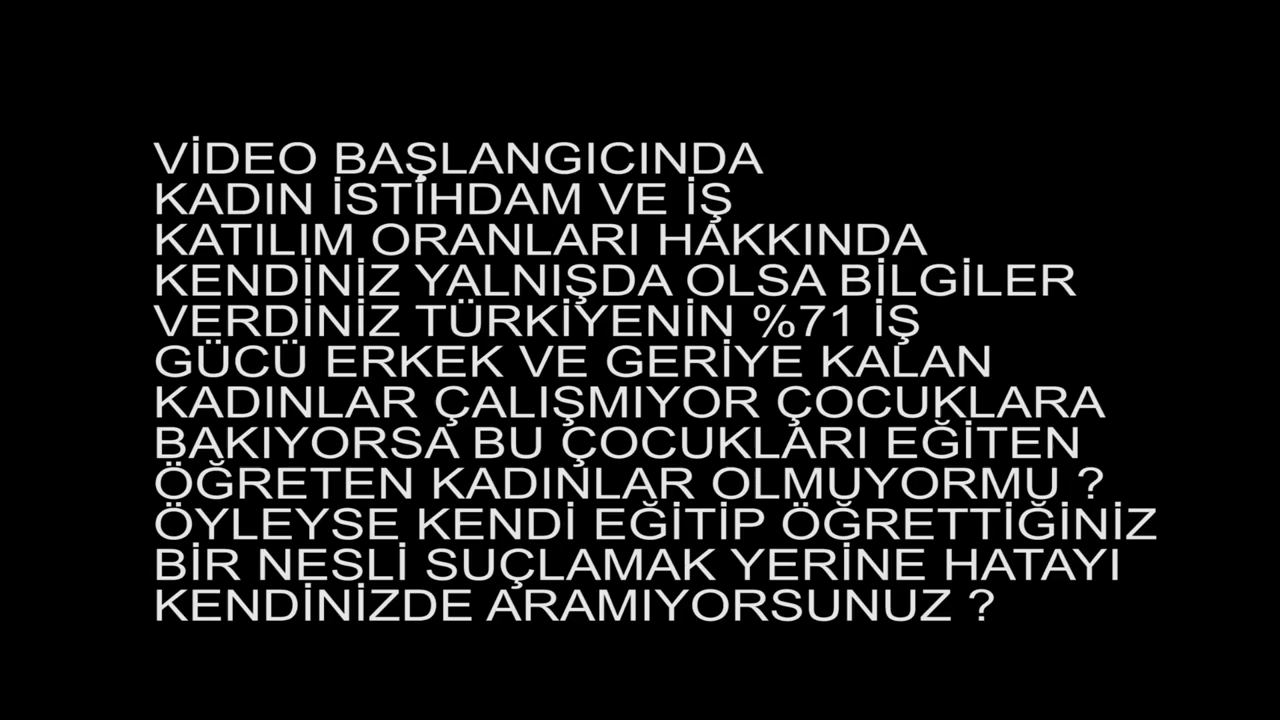 VİDEO BAŞLANGICINDA
KADIN İSTİHDAM VE İŞ
KATILIM ORANLARI HAKKINDA
KENDİNİZ YALNIŞDA OLSA BİLGİLER
VERDİNİZ TÜRKİYENİN %71 İŞ
GÜCÜ ERKEK VE GERİYE KALAN
KADINLAR ÇALIŞMIYOR ÇOCUKLARA
BAKIYORSA BU ÇOCUKLARI EĞİTEN
ÖĞRETEN KADINLAR OLMUYORMU ?
ÖYLEYSE KENDİ EĞİTİP ÖĞRETTİĞİNİZ
BİR NESLİ SUÇLAMAK YERİNE HATAYI
KENDİNİZDE ARAMIYORSUNUZ ?